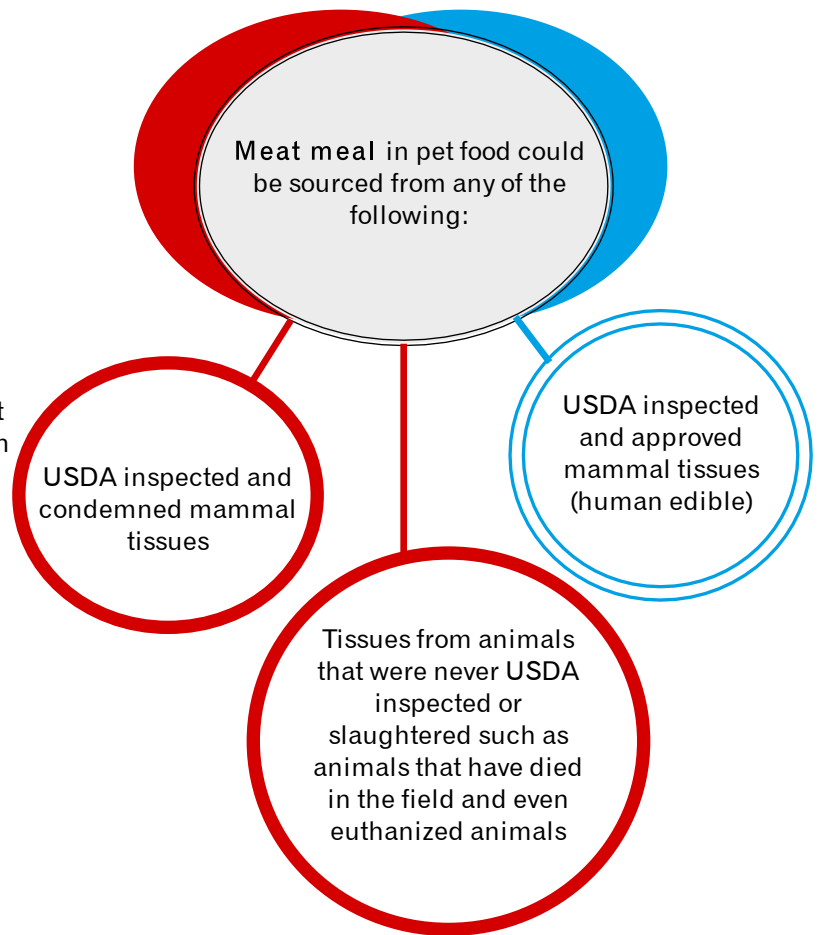 Meat meal in pet food could
be sourced from any of the
following:
USDA inspected and
condemned mammal
tissues
USDA inspected
and approved
mammal tissues
(human edible)
Tissues from animals
that were never USDA
inspected or
slaughtered such as
animals that have died
in the field and even
euthanized animals